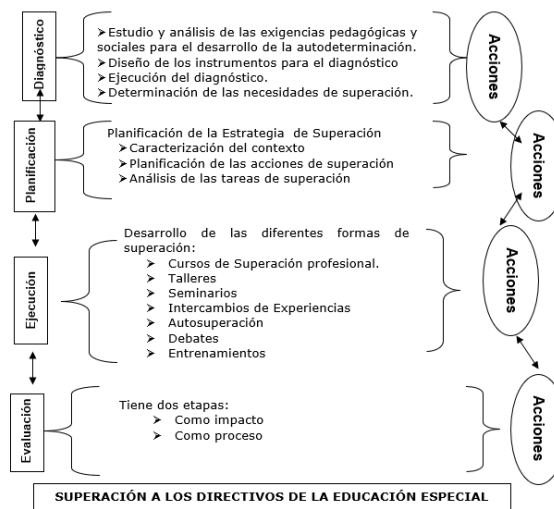 Diagnóstico
➢Estudio y análisis de las exigencias pedagógicas y
sociales para el desarrollo de la autodeterminación.
➢Diseño de los instrumentos para el diagnóstico
➢Ejecución del diagnóstico.
➢Determinación de las necesidades de superación.
Acciones
Planificación
Planificación de la Estrategia de Superación
➢Caracterización del contexto
➢Planificación de las acciones de superación
➢Análisis de las tareas de superación
Acciones
Ejecución
Desarrollo de las diferentes formas de
superación:
➢ Cursos de Superación profesional.
➢ Talleres
➢ Seminarios
➢ Intercambios de Experiencias
➢ Autosuperación
➢ Debates
➢ Entrenamientos
Acciones
Evaluación
Tiene dos etapas:
➢ Como impacto
➢ Como proceso
Acciones
SUPERACIÓN A LOS DIRECTIVOS DE LA EDUCACIÓN ESPECIAL